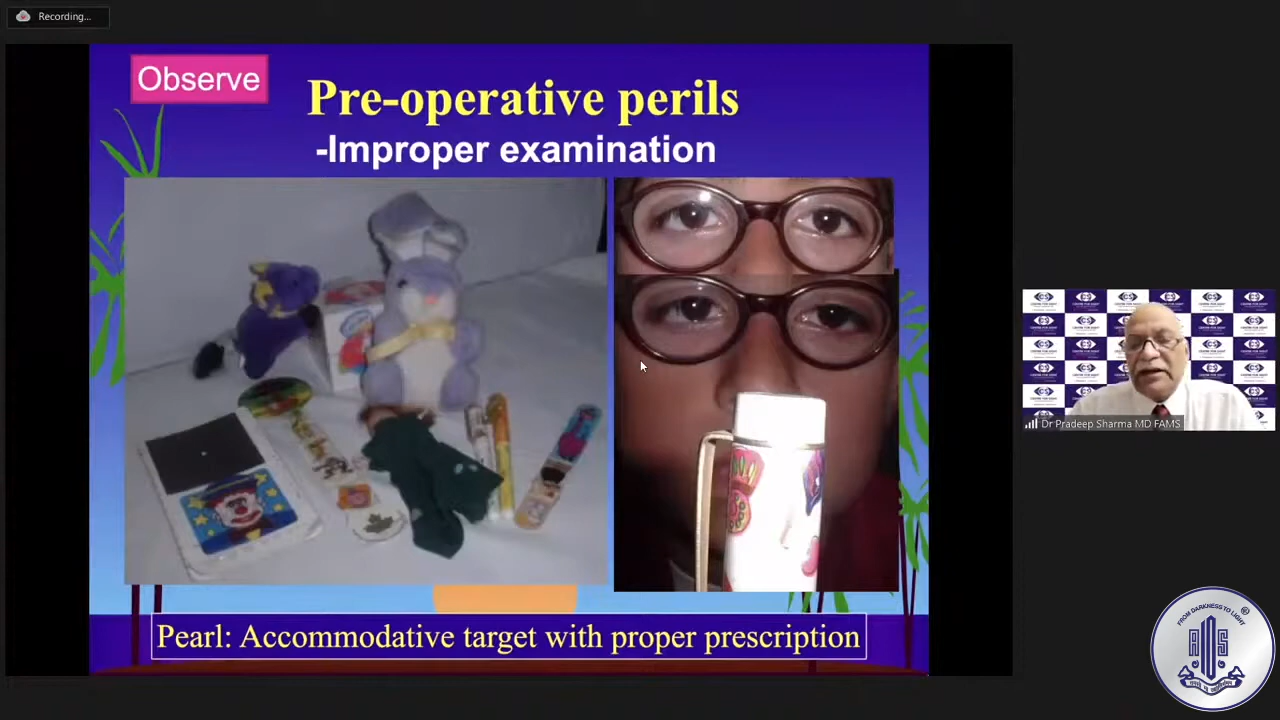 Recording...
Observe
Pre-operative perils
-Improper examination
Pearl: Accommodative target with proper prescription
Dr Pradeep Sharma MD FAMS
FROM DARKNESS TO LIGHT